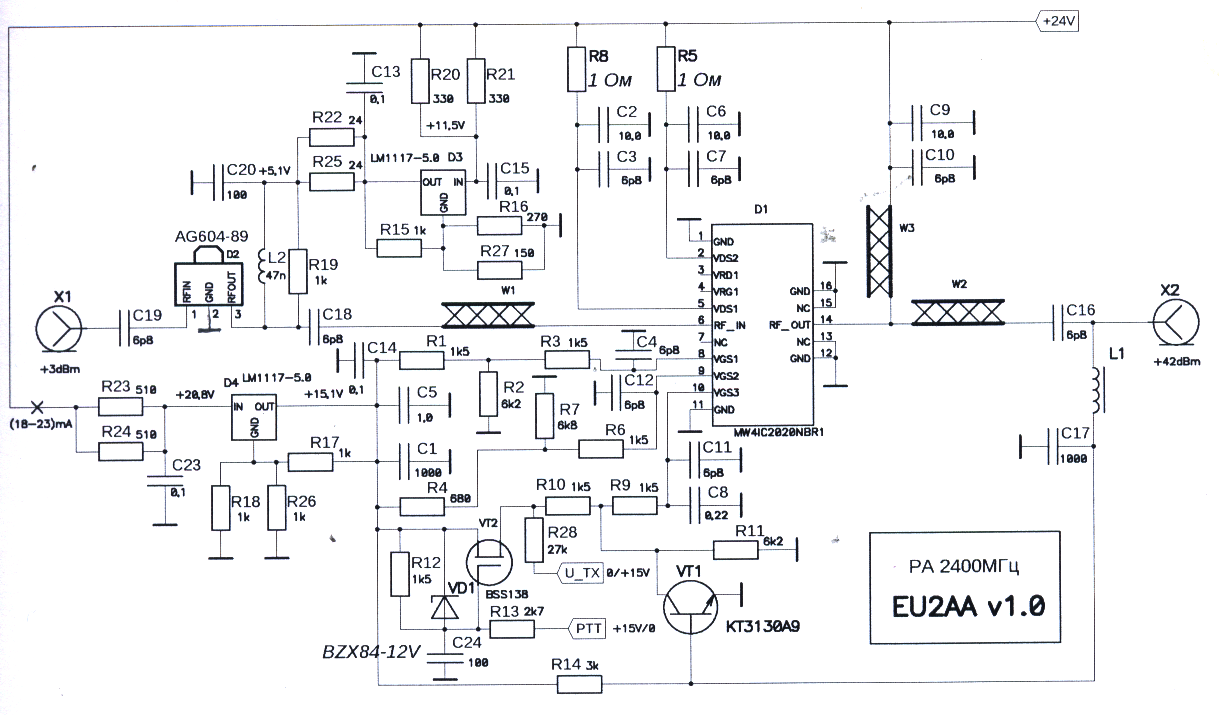 +24V
R8
1 Ом
R5
1 Ом
C13
0,1
R20
330
R21
330
+11,5V
C2
10,0
C3
6p8
C6
10,0
C7
6p8
C9
10,0
C10
6p8
R22 24
R25 24
C20 +5,1V
100
LM1117-5.0 D3
OUT IN
GND
C15
0,1
R16 270
R15 1k
R27 150
AG604-89
D2
RFIN
GND
RFOUT
1 2 3
L2
47n
R19
1k
X1
+3dBm
C19
6p8
C18
6p8
W1
W3
W2
D1
1 GND
2 VDS2
3 VRD1
4 VRG1
5 VDS1
6 RF_IN
7 NC
8 VGS1
9 VGS2
10 VGS3
11 GND
GND 16
NC 15
RF_OUT 14
NC 13
GND 12
MW4IC2020NBR1
C16
6p8
X2
+42dBm
L1
C17
1000
C14
0,1
R1
1k5
R3 1k5
C4
6p8
R2
6k2
C12
6p8
R7
6k8
R6
1k5
R23 510
R24 510
(18-23)mA
+20,8V
D4 LM1117-5.0
IN OUT
GND
+15,1V
C5
1,0
R17
1k
C1
1000
R4 680
C23
0,1
R18
1k
R26
1k
C11
6p8
C8
0,22
R10 1k5
R9 1k5
R28
27k
U_TX 0/+15V
R11
6k2
VT2
BSS138
R12
1k5
VD1
R13 2k7
PTT +15V/0
BZX84-12V
C24
100
VT1
KT3130A9
R14 3k
PA 2400МГц
EU2AA v1.0